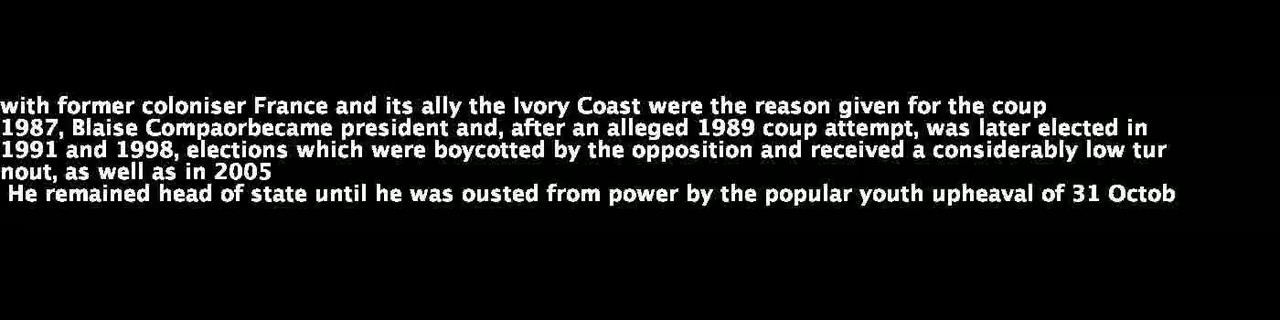 with former coloniser France and its ally the Ivory Coast were the reason given for the coup
1987, Blaise Compaorbecame president and, after an alleged 1989 coup attempt, was later elected in
1991 and 1998, elections which were boycotted by the opposition and received a considerably low tur
nout, as well as in 2005
He remained head of state until he was ousted from power by the popular youth upheaval of 31 Octob